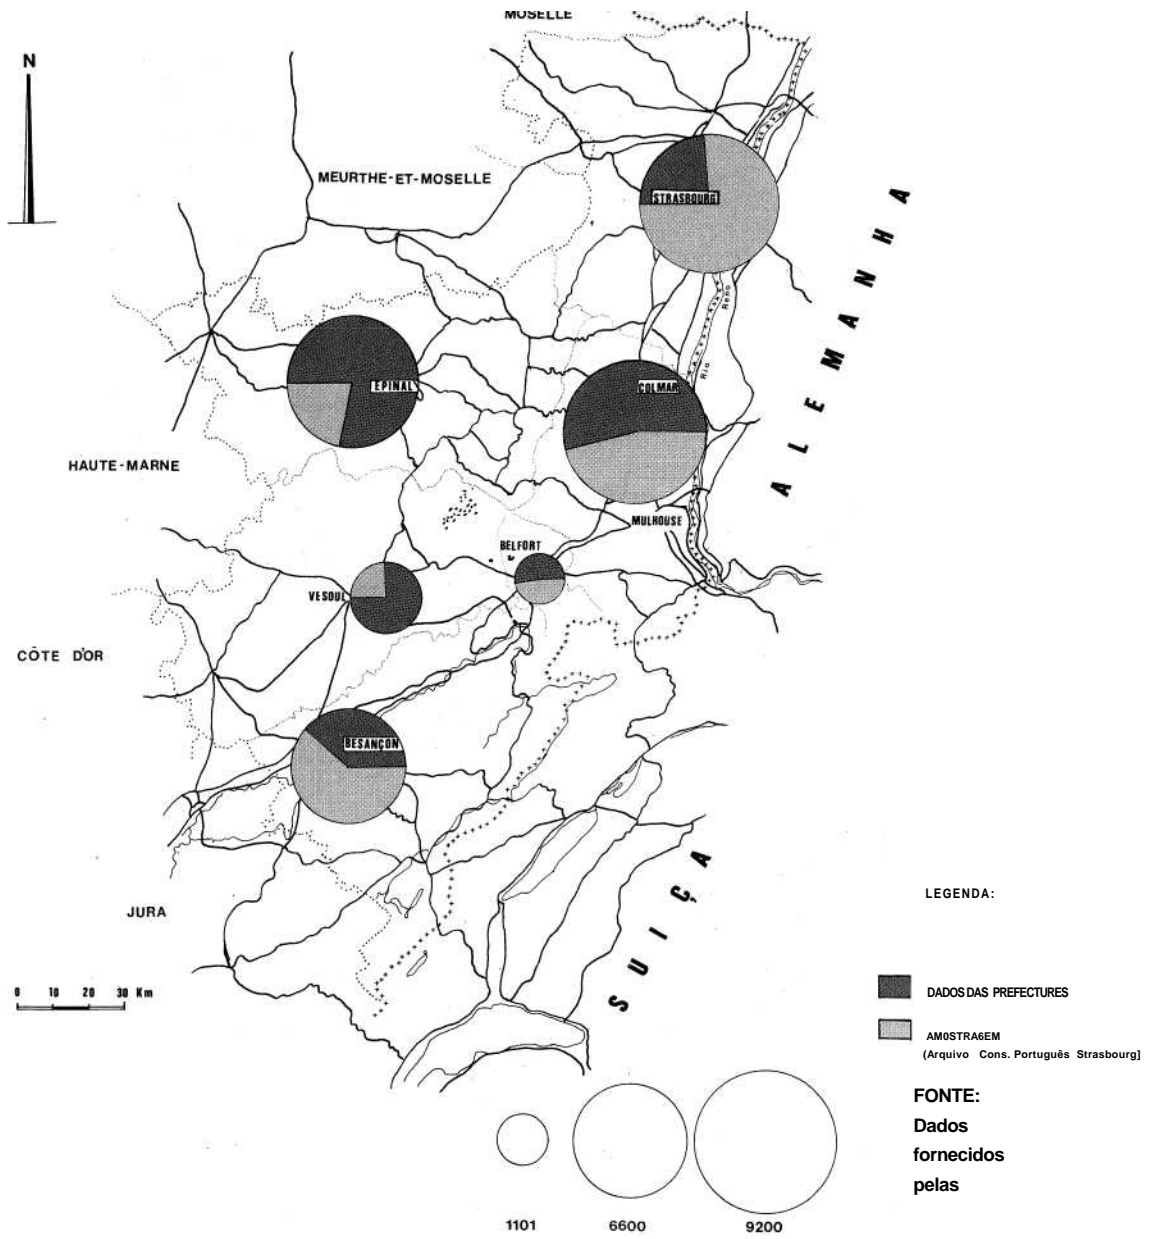 MOSELLE
N
MEURTHE-ET-MOSELLE
STRASBOURG
ALEMANHA
Reno
Rio
EPINAL
COLMAR
HAUTE-MARNE
MULHOUSE
BELFORT
VESOUL
CÔTE D'OR
BESANÇON
SUIÇA
JURA
0 10 20 30 Km
LEGENDA:
DADOS DAS PREFECTURES
AM0STRA6EM
(Arquivo Cons. Português Strasbourg]
FONTE:
Dados
fornecidos
pelas
1101 6600 9200